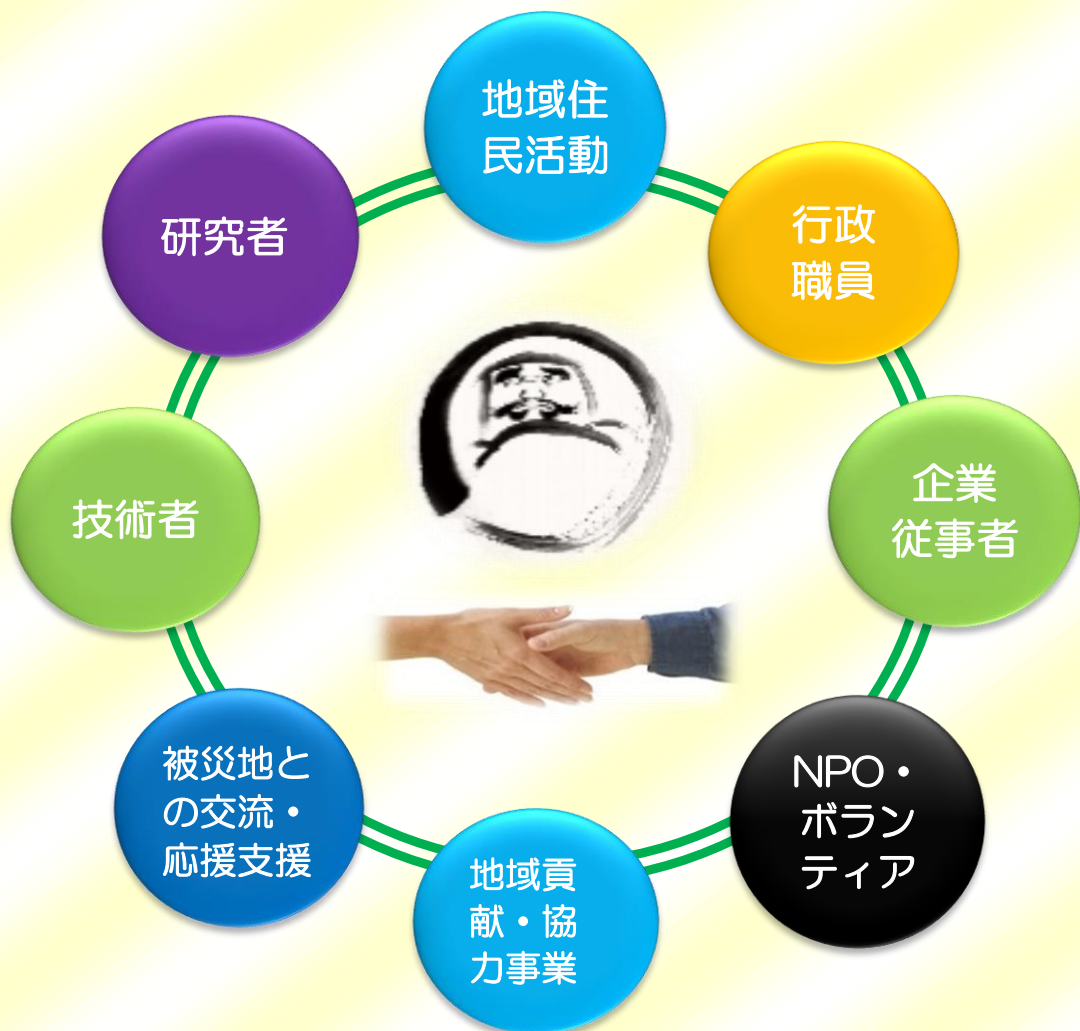 地域住
民活動
行政
職員
企業
従事者
NPO・
ボラン
ティア
地域貢
献・協
力事業
被災地と
の交流・
応援支援
技術者
研究者